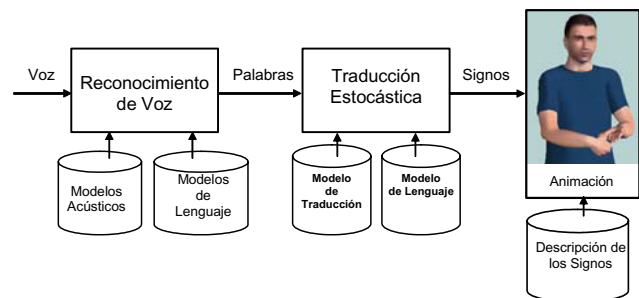 Voz
Reconocimiento
de Voz
Palabras
Traducción
Estocástica
Signos
Animación
Modelos
Acústicos
Modelos
de
Lenguaje
Modelo
de
Traducción
Modelo
de Lenguaje
Descripción de
los Signos